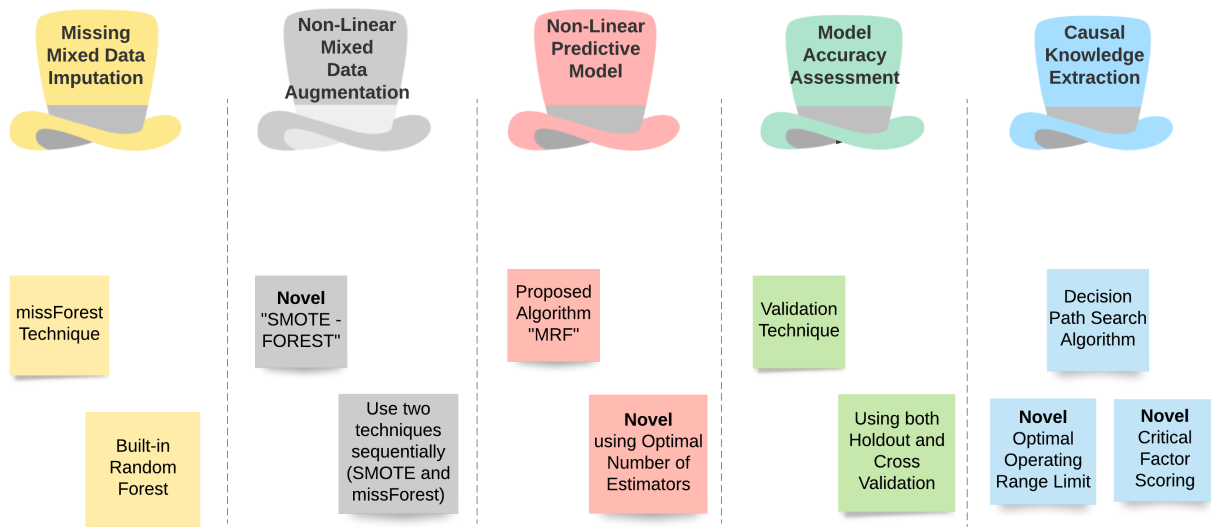 Missing
Mixed Data
Imputation
Non-Linear
Mixed
Data
Augmentation
Non-Linear
Predictive
Model
Model
Accuracy
Assessment
Causal
Knowledge
Extraction
missForest
Technique
Built-in
Random
Forest
Novel
"SMOTE -
FOREST"
Use two
techniques
sequentially
(SMOTE and
missForest)
Proposed
Algorithm
"MRF"
Novel
using Optimal
Number of
Estimators
Validation
Technique
Using both
Holdout and
Cross
Validation
Decision
Path Search
Algorithm
Novel
Optimal
Operating
Range Limit
Novel
Critical
Factor
Scoring